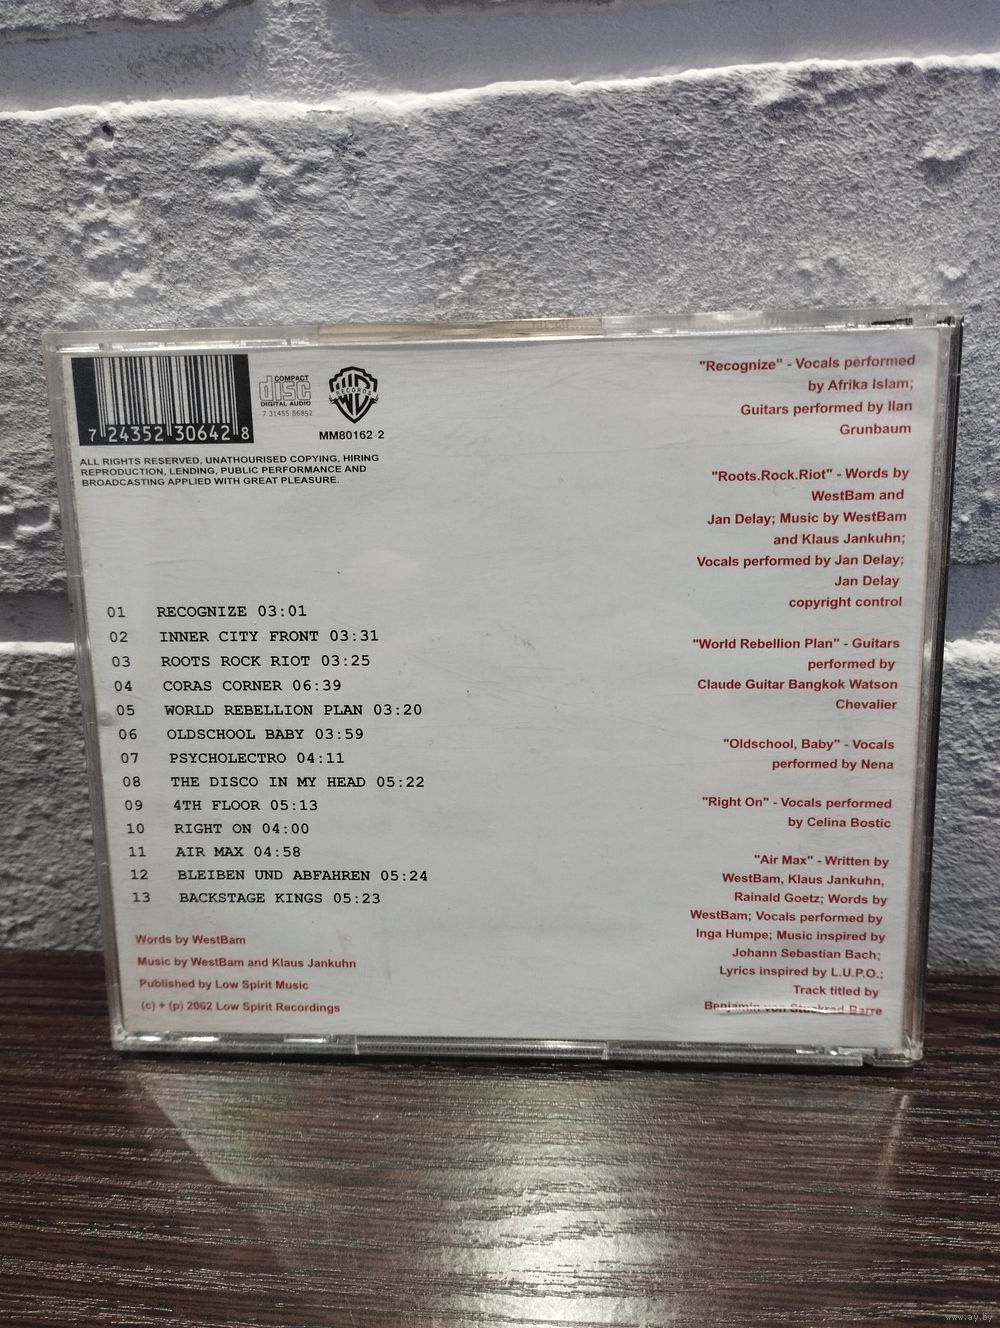 7 24352 30642 8
COMPACT
disc
DIGITAL AUDIO
7 31455 86852
RECORDS
MM80162-2
ALL RIGHTS RESERVED, UNATHOURISED COPYING, HIRING
REPRODUCTION, LENDING, PUBLIC PERFORMANCE AND
BROADCASTING APPLIED WITH GREAT PLEASURE.
01 RECOGNIZE 03:01
02 INNER CITY FRONT 03:31
03 ROOTS ROCK RIOT 03:25
04 CORAS CORNER 06:39
05 WORLD REBELLION PLAN 03:20
06 OLDSCHOOL BABY 03:59
07 PSYCHOLECTRO 04:11
08 THE DISCO IN MY HEAD 05:22
09 4TH FLOOR 05:13
10 RIGHT ON 04:00
11 AIR MAX 04:58
12 BLEIBEN UND ABFAHREN 05:24
13 BACKSTAGE KINGS 05:23
Words by WestBam
Music by WestBam and Klaus Jankuhn
Published by Low Spirit Music
(c) + (p) 2002 Low Spirit Recordings
"Recognize" - Vocals performed
by Afrika Islam;
Guitars performed by Ilan
Grunbaum
"Roots.Rock.Riot" - Words by
WestBam and
Jan Delay; Music by WestBam
and Klaus Jankuhn;
Vocals performed by Jan Delay;
Jan Delay
copyright control
"World Rebellion Plan" - Guitars
performed by
Claude Guitar Bangkok Watson
Chevalier
"Oldschool, Baby" - Vocals
performed by Nena
"Right On" - Vocals performed
by Celina Bostic
"Air Max" - Written by
WestBam, Klaus Jankuhn,
Rainald Goetz; Words by
WestBam; Vocals performed by
Inga Humpe; Music inspired by
Johann Sebastian Bach;
Lyrics inspired by L.U.P.O.;
Track titled by
Benjamin von Stuckrad-Barre
www.ay.by